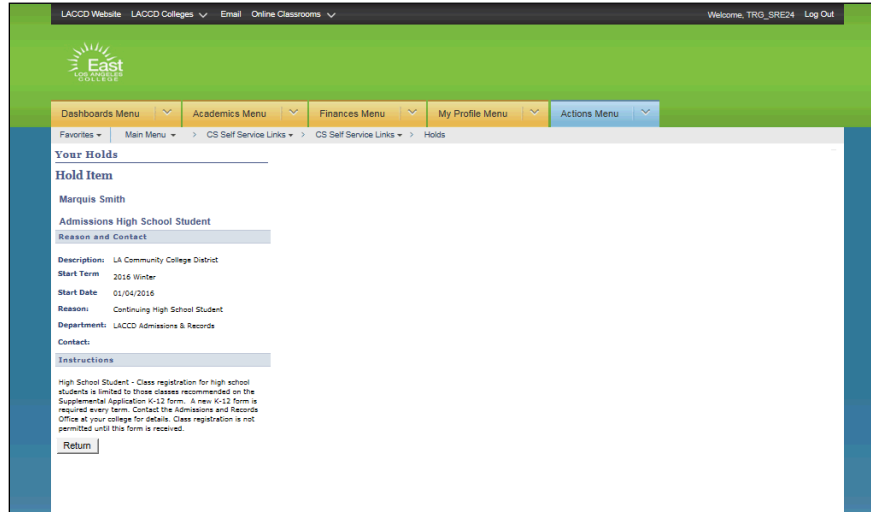 LACCD Website LACCD Colleges Email Online Classrooms Welcome, TRG_SRE24 Log Out
East
LOS ANGELES
COLLEGE
Dashboards Menu Academics Menu Finances Menu My Profile Menu Actions Menu
Favorites Main Menu > CS Self Service Links > CS Self Service Links > Holds
Your Holds
Hold Item
Marquis Smith
Admissions High School Student
Reason and Contact
Description: LA Community College District
Start Term 2016 Winter
Start Date 01/04/2016
Reason: Continuing High School Student
Department: LACCD Admissions & Records
Contact:
Instructions
High School Student - Class registration for high school
students is limited to those classes recommended on the
Supplemental Application K-12 form. A new K-12 form is
required every term. Contact the Admissions and Records
Office at your college for details. Class registration is not
permitted until this form is received.
Return